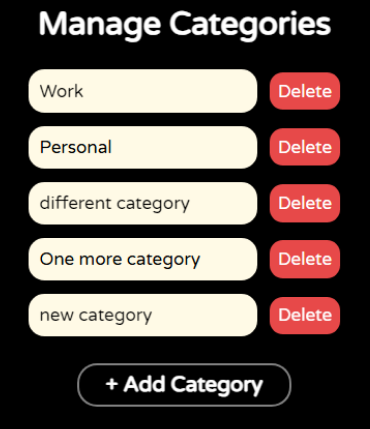 Manage Categories
Work Delete
Personal Delete
different category Delete
One more category Delete
new category Delete
+ Add Category